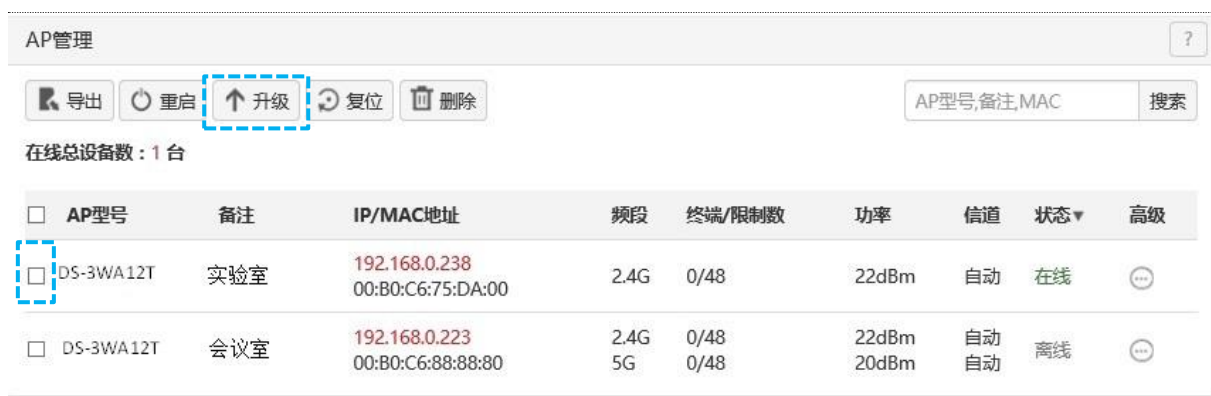 AP管理
?
导出 重启 升级 复位 删除 AP型号,备注,MAC 搜索
在线总设备数：1 台
AP型号 备注 IP/MAC地址 频段 终端/限制数 功率 信道 状态▼ 高级
DS-3WA12T 实验室 192.168.0.238 2.4G 0/48 22dBm 自动 在线
00:B0:C6:75:DA:00
DS-3WA12T 会议室 192.168.0.223 2.4G 0/48 22dBm 自动 离线
00:B0:C6:88:88:80 5G 0/48 20dBm 自动